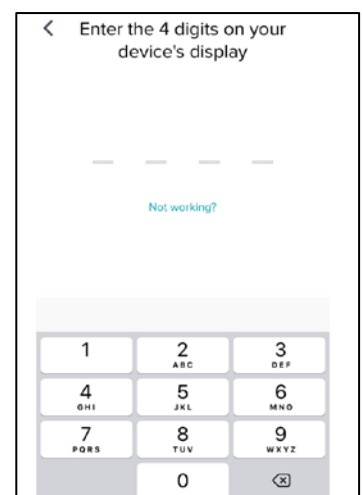 Enter the 4 digits on your
device's display
Not working?
1
2
ABC
3
DEF
4
GHI
5
JKL
6
MNO
7
PQRS
8
TUV
9
WXYZ
0